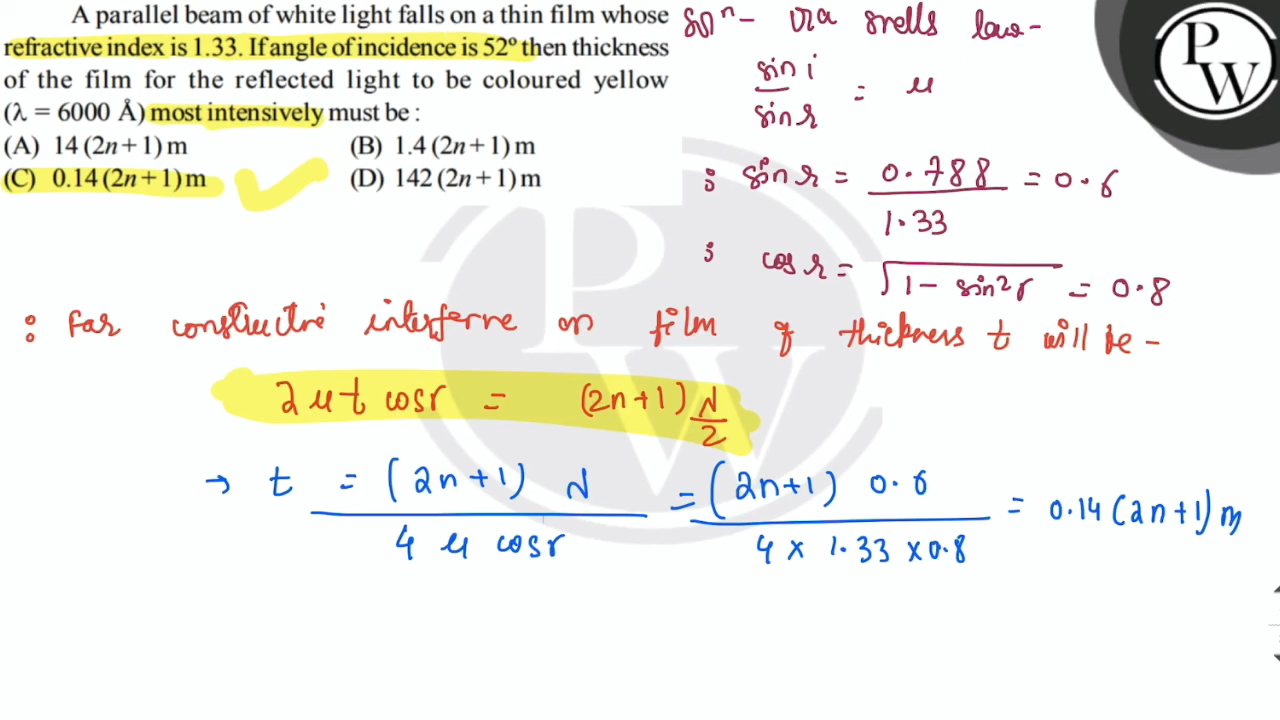 A parallel beam of white light falls on a thin film whose
refractive index is 1.33. If angle of incidence is 52° then thickness
of the film for the reflected light to be coloured yellow
(λ = 6000 Å) most intensively must be :
(A) 14 (2n + 1) m (B) 1.4 (2n + 1) m
(C) 0.14 (2n + 1) m (D) 142 (2n + 1) m
Solⁿ- via snells law-
sin i / sin r = μ
; sin r = 0.788 / 1.33 = 0.6
; cos r = √1 - sin²r = 0.8
: For constructive interferne on film of thickness t will be -
2 μ t cosr = (2n+1) λ/2
→ t = (2n+1) λ / 4 μ cosr = (2n+1) 0.6 / 4 x 1.33 x 0.8 = 0.14 (2n+1) m
P
W
PW